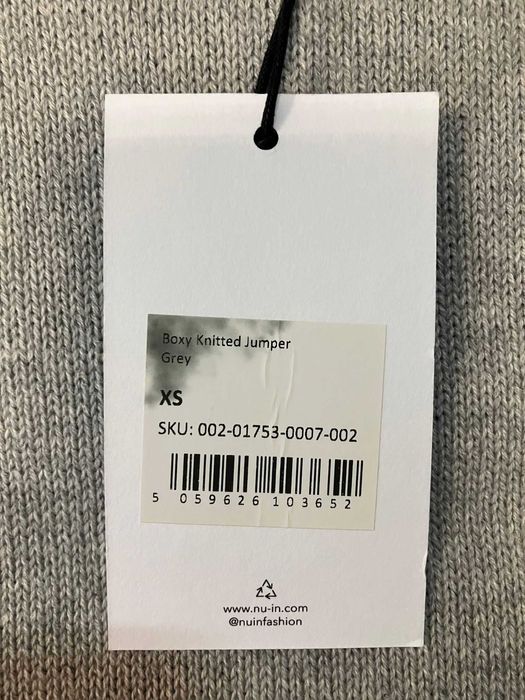 Boxy Knitted Jumper
Grey
XS
SKU: 002-01753-0007-002
5 059626 103652
www.nu-in.com
@nuinfashion